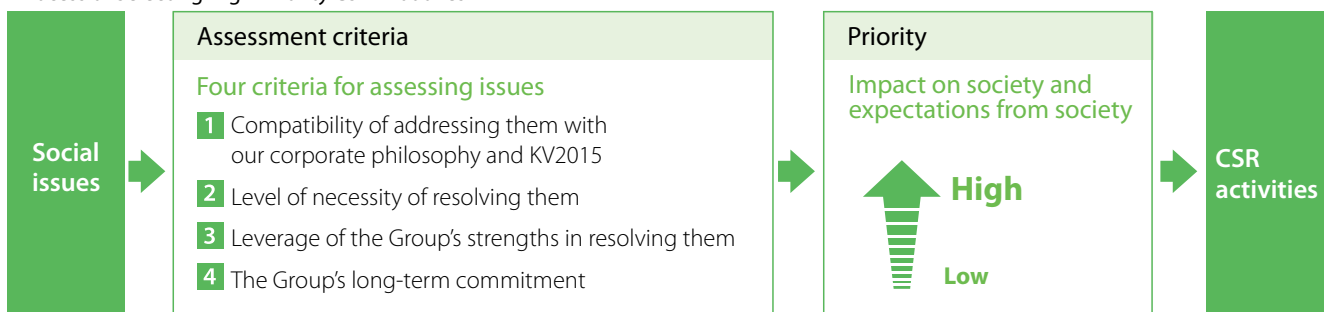 Social
issues
Assessment criteria
Four criteria for assessing issues
1 Compatibility of addressing them with
our corporate philosophy and KV2015
2 Level of necessity of resolving them
3 Leverage of the Group’s strengths in resolving them
4 The Group’s long-term commitment
Priority
Impact on society and
expectations from society
High
Low
CSR
activities